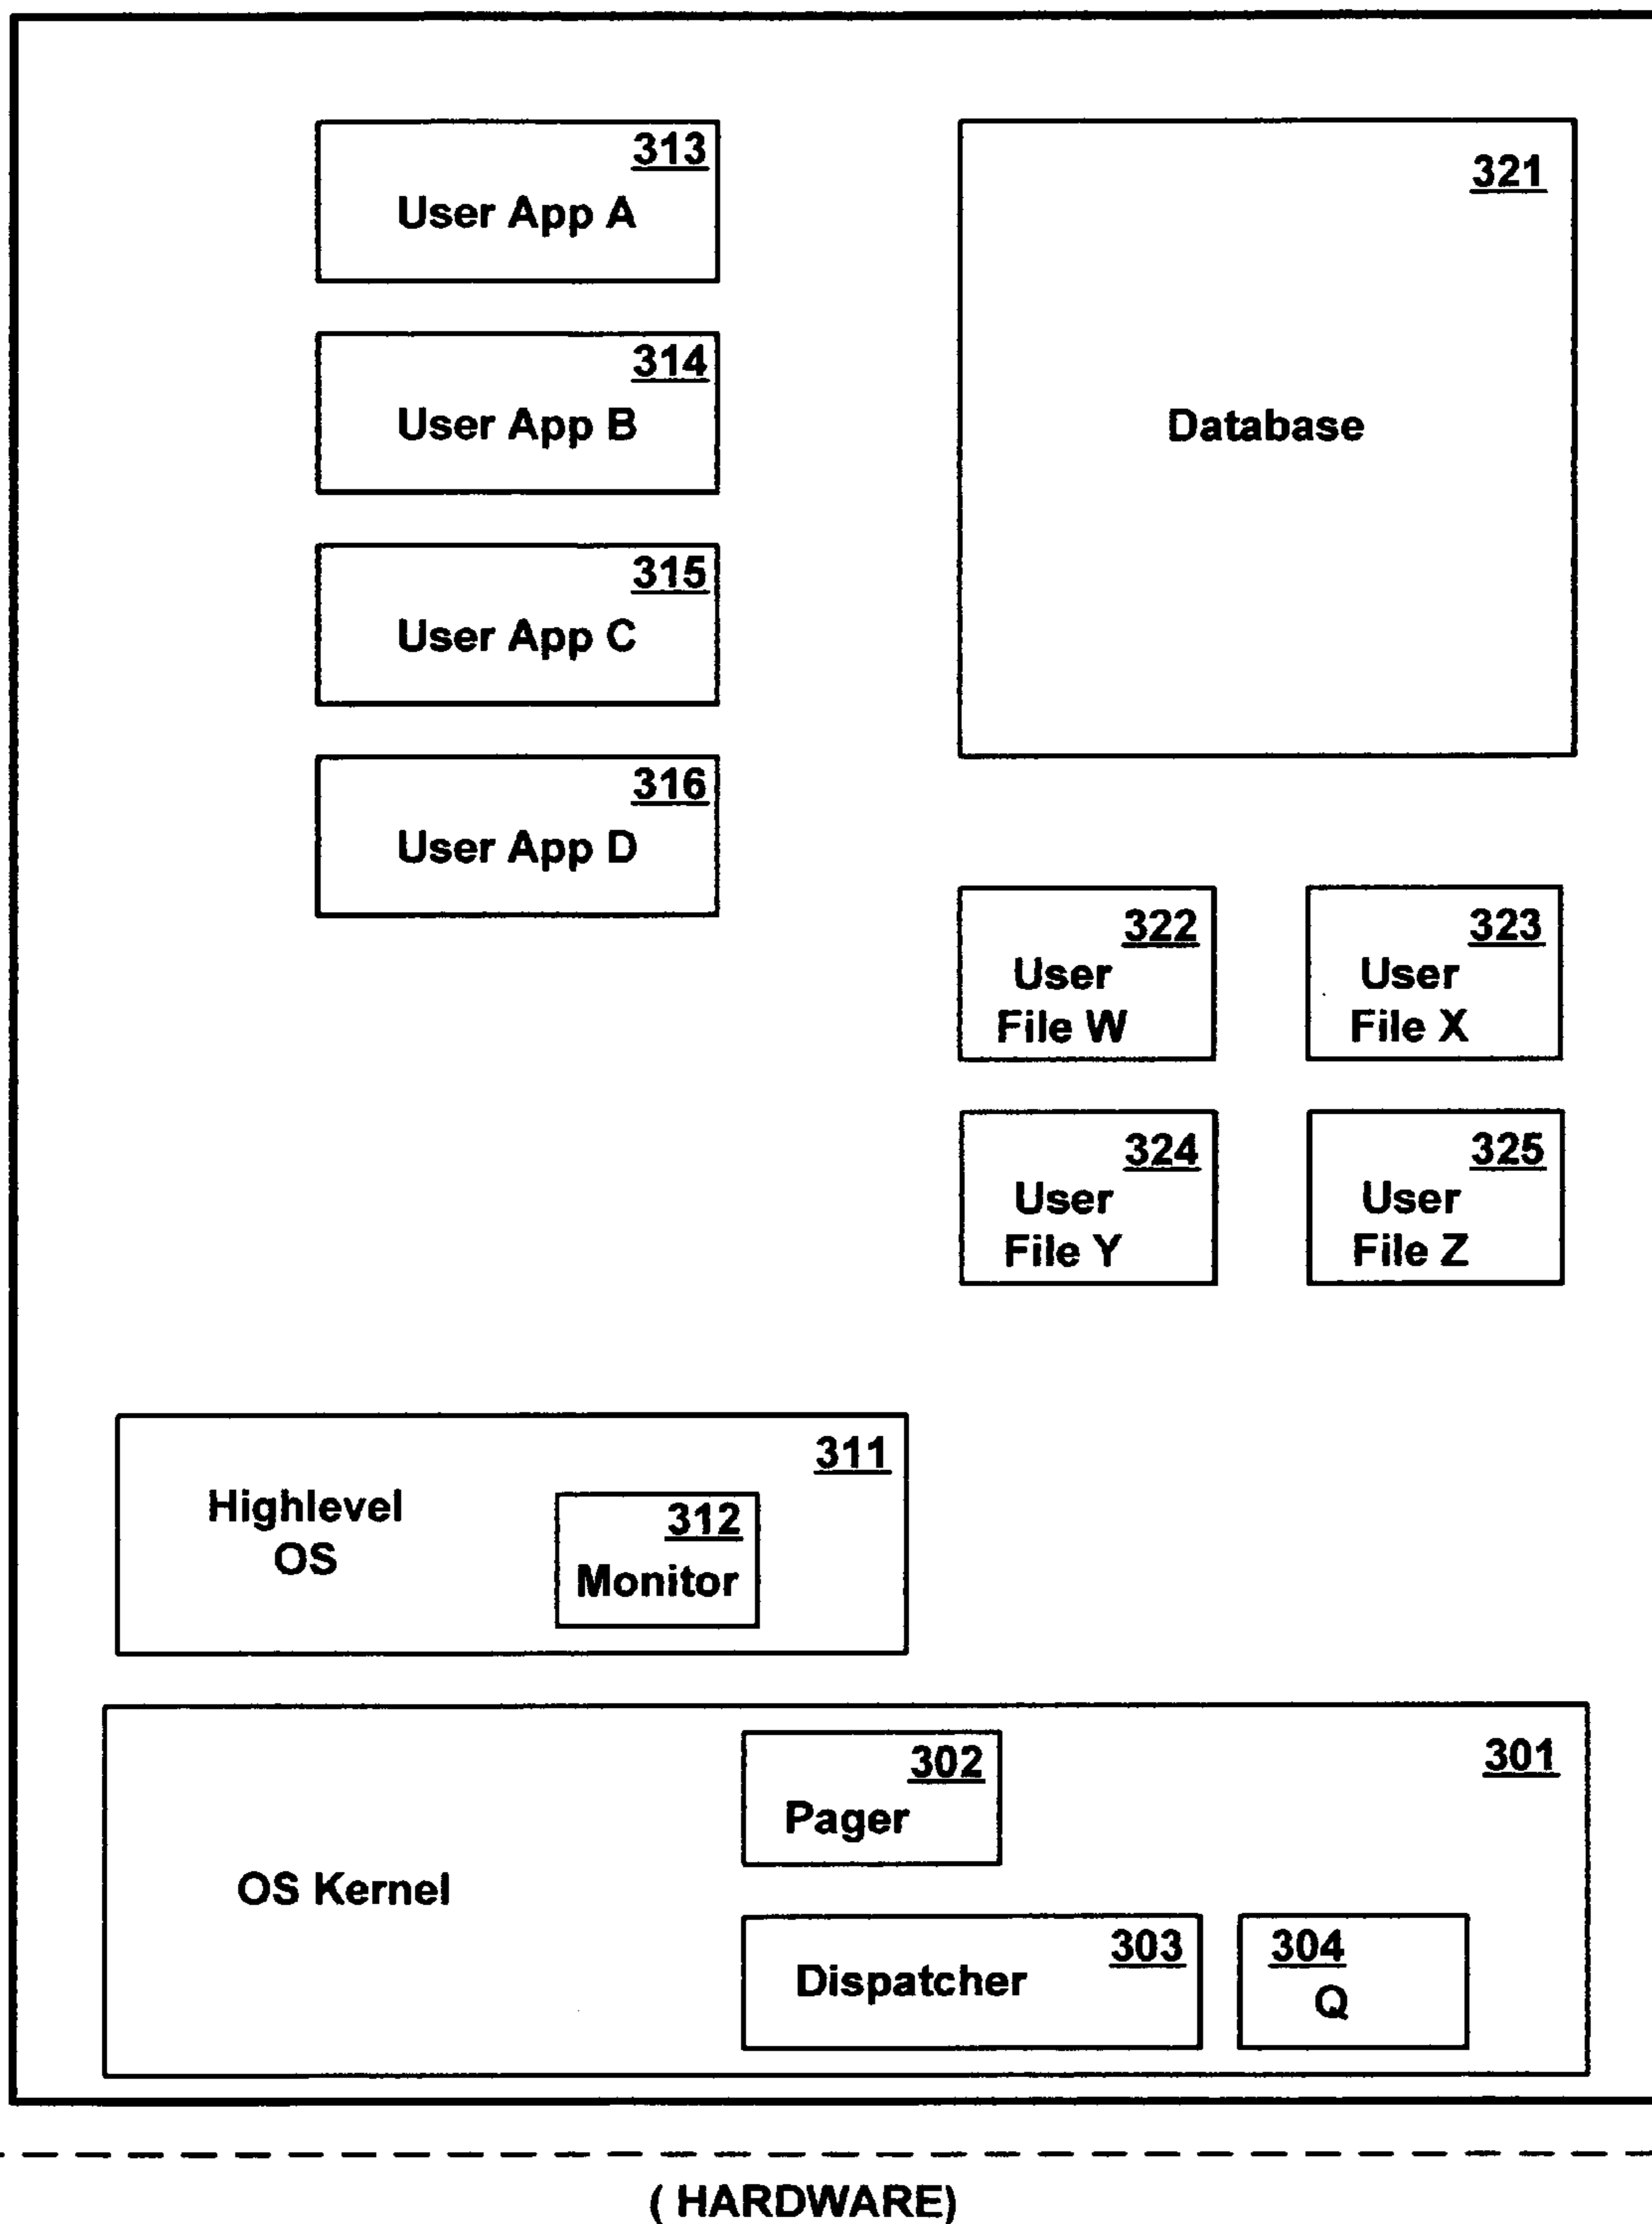 313
User App A
314
User App B
315
User App C
316
User App D
321
Database
322
User
File W
323
User
File X
324
User
File Y
325
User
File Z
311
Highlevel
OS
312
Monitor
301
OS Kernel
302
Pager
303
Dispatcher
304
Q
( HARDWARE)